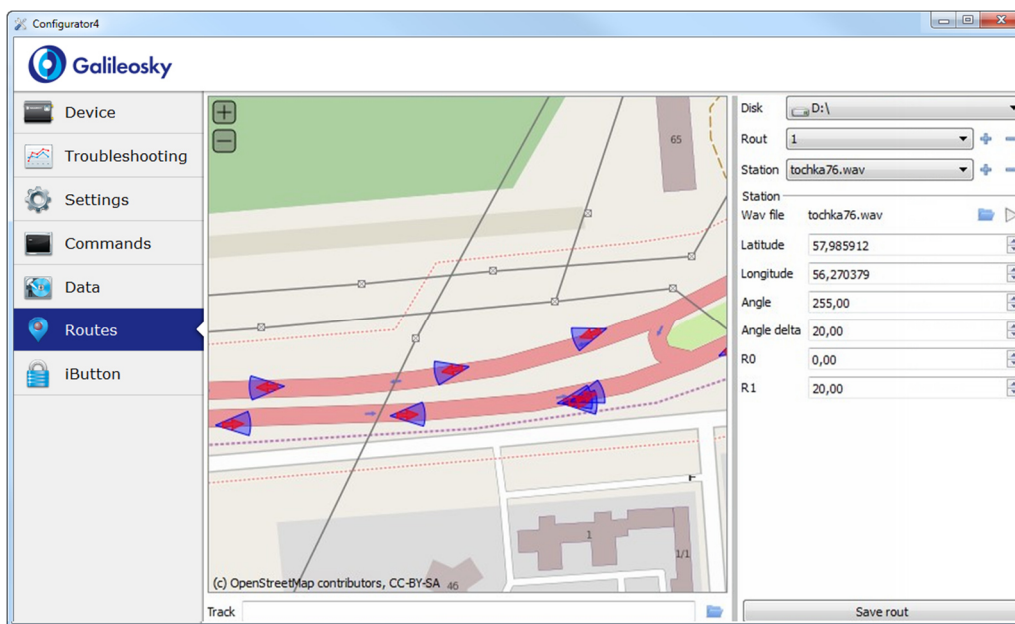 Configurator4
Galileosky
Device
Troubleshooting
Settings
Commands
Data
Routes
iButton
65
1
1/1
46
(c) OpenStreetMap contributors, CC-BY-SA
Track
Disk D:\
Rout 1
Station tochka76.wav
Station
Wav file tochka76.wav
Latitude 57,985912
Longitude 56,270379
Angle 255,00
Angle delta 20,00
R0 0,00
R1 20,00
Save rout